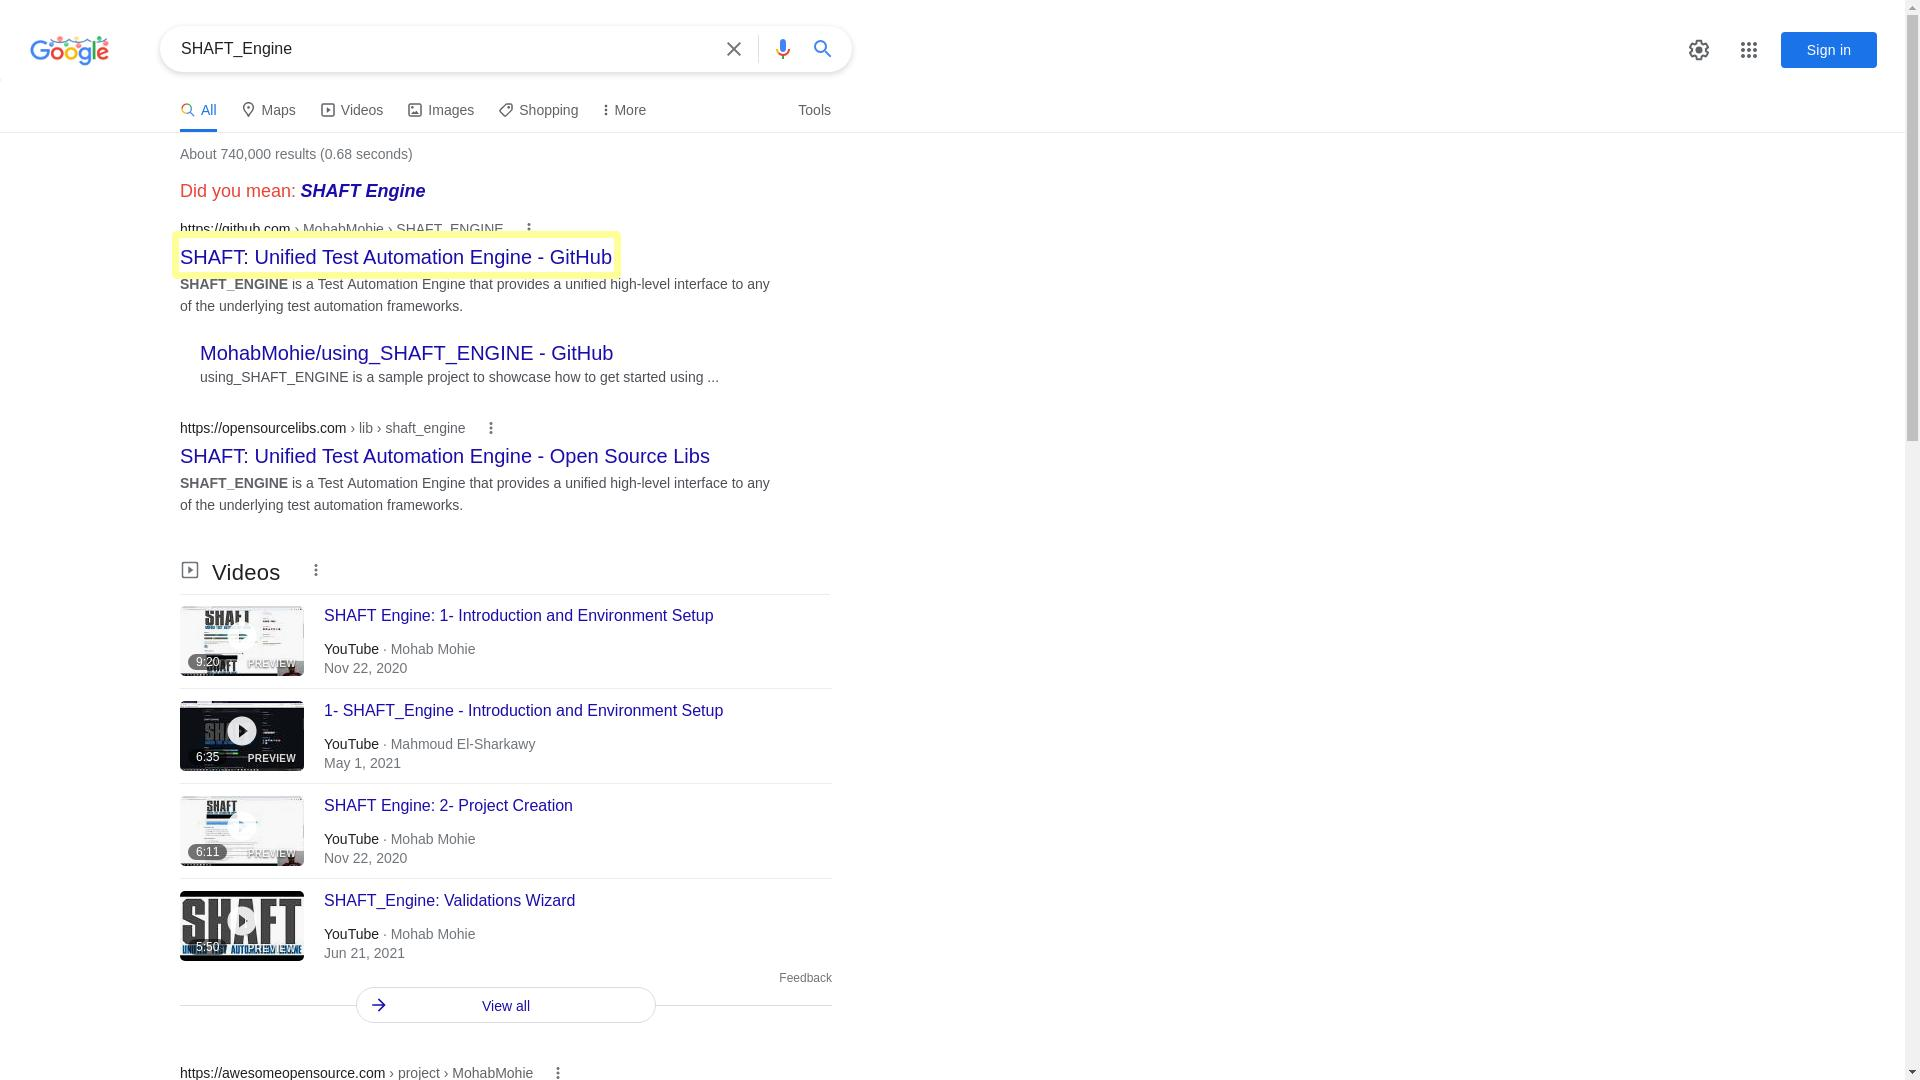 Google
SHAFT_Engine
Sign in
All
Maps
Videos
Images
Shopping
More
Tools
About 740,000 results (0.68 seconds)
Did you mean: SHAFT Engine
https://github.com › MohabMohie › SHAFT_ENGINE
SHAFT: Unified Test Automation Engine - GitHub
SHAFT_ENGINE is a Test Automation Engine that provides a unified high-level interface to any
of the underlying test automation frameworks.
MohabMohie/using_SHAFT_ENGINE - GitHub
using_SHAFT_ENGINE is a sample project to showcase how to get started using ...
https://opensourcelibs.com › lib › shaft_engine
SHAFT: Unified Test Automation Engine - Open Source Libs
SHAFT_ENGINE is a Test Automation Engine that provides a unified high-level interface to any
of the underlying test automation frameworks.
Videos
SHAFT
9:20
PREVIEW
SHAFT Engine: 1- Introduction and Environment Setup
YouTube · Mohab Mohie
Nov 22, 2020
6:35
PREVIEW
1- SHAFT_Engine - Introduction and Environment Setup
YouTube · Mahmoud El-Sharkawy
May 1, 2021
SHAFT
6:11
PREVIEW
SHAFT Engine: 2- Project Creation
YouTube · Mohab Mohie
Nov 22, 2020
SHAFT
5:50
PREVIEW
SHAFT_Engine: Validations Wizard
YouTube · Mohab Mohie
Jun 21, 2021
Feedback
View all
https://awesomeopensource.com › project › MohabMohie